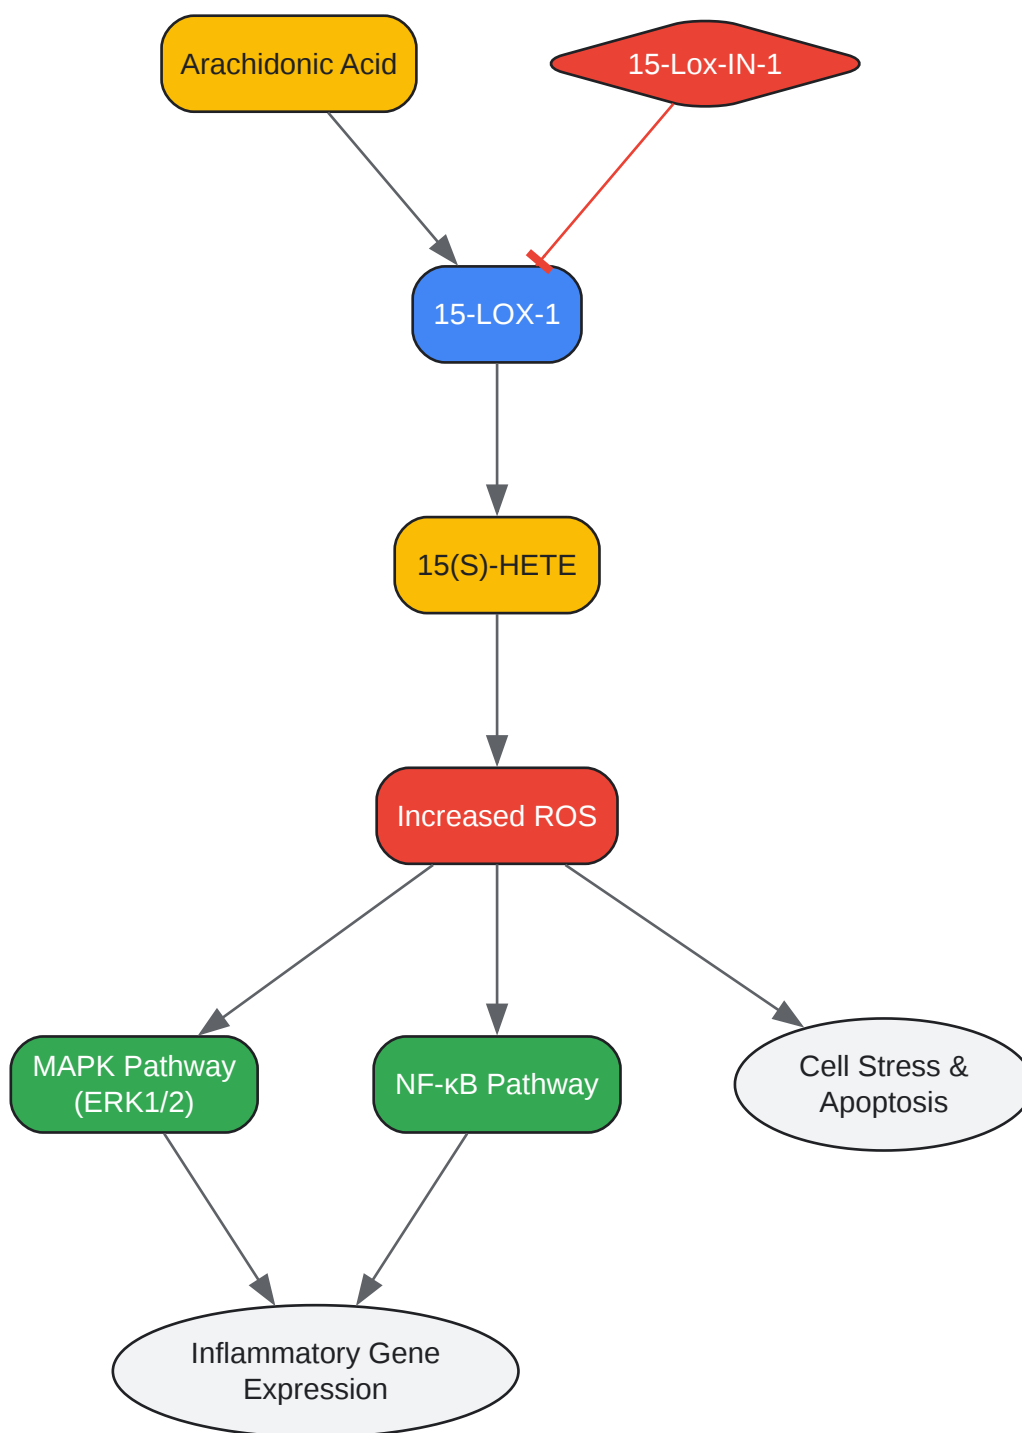 Arachidonic Acid
15-Lox-IN-1
15-LOX-1
15(S)-HETE
Increased ROS
MAPK Pathway
(ERK1/2)
NF-κB Pathway
Cell Stress &
Apoptosis
Inflammatory Gene
Expression